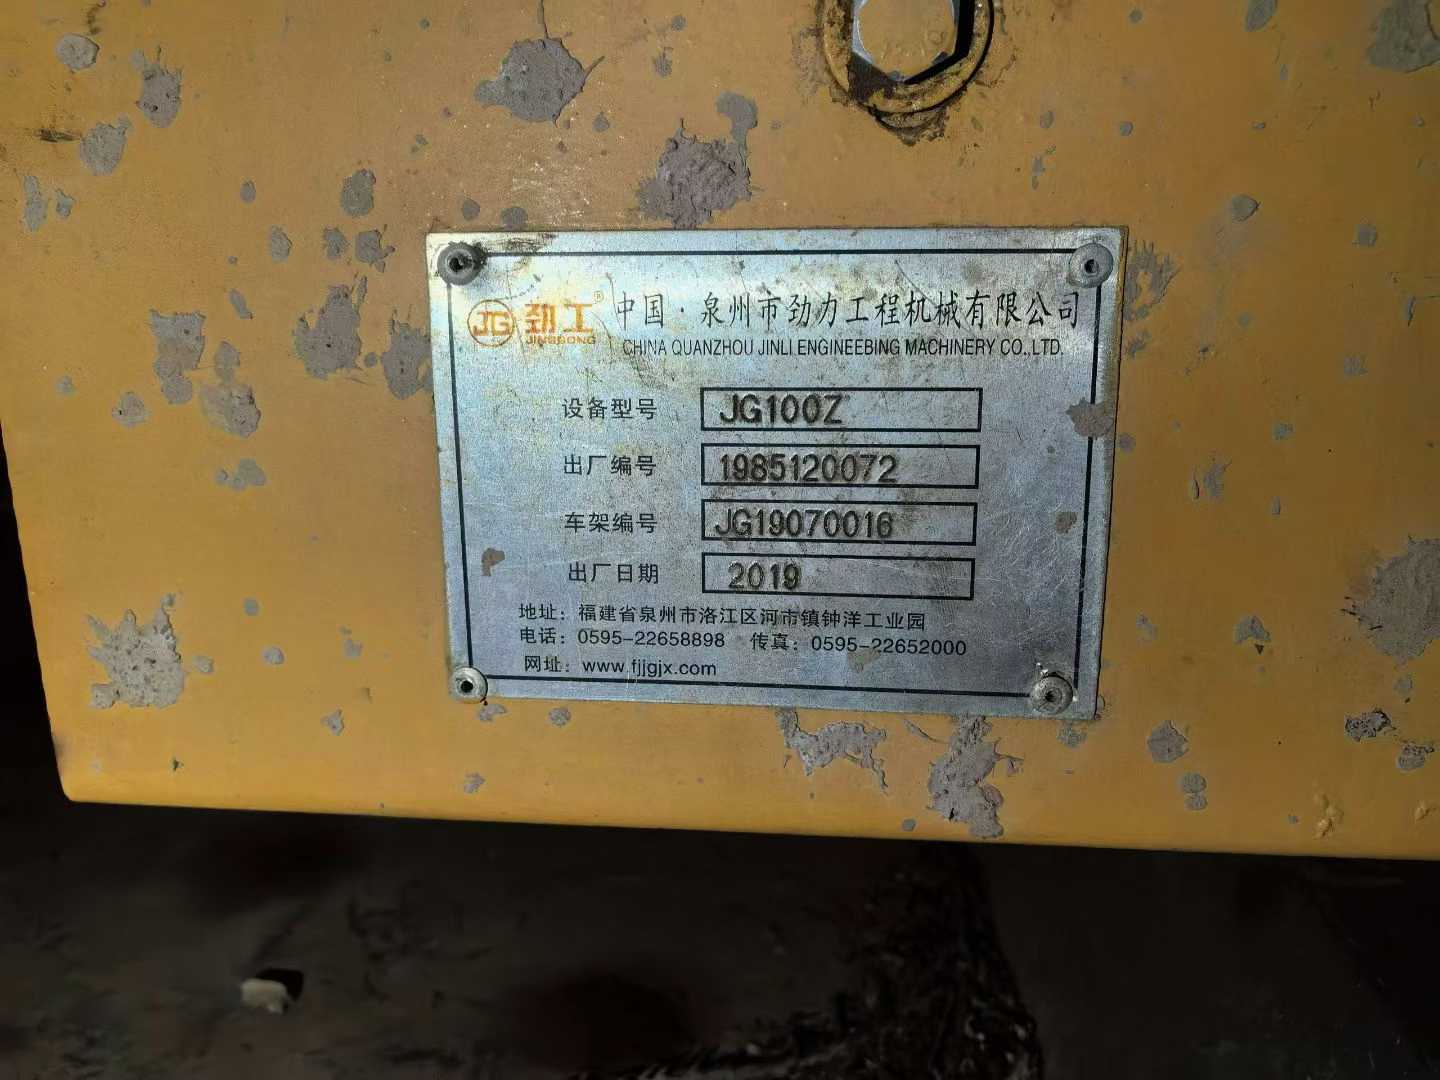 JG 劲工® 中国·泉州市劲力工程机械有限公司
JINGGONG CHINA QUANZHOU JINLI ENGINEEBING MACHINERY CO.,LTD.
设备型号 JG100Z
出厂编号 1985120072
车架编号 JG19070016
出厂日期 2019
地址：福建省泉州市洛江区河市镇钟洋工业园
电话：0595-22658898 传真：0595-22652000
网址：www.fjjgjx.com